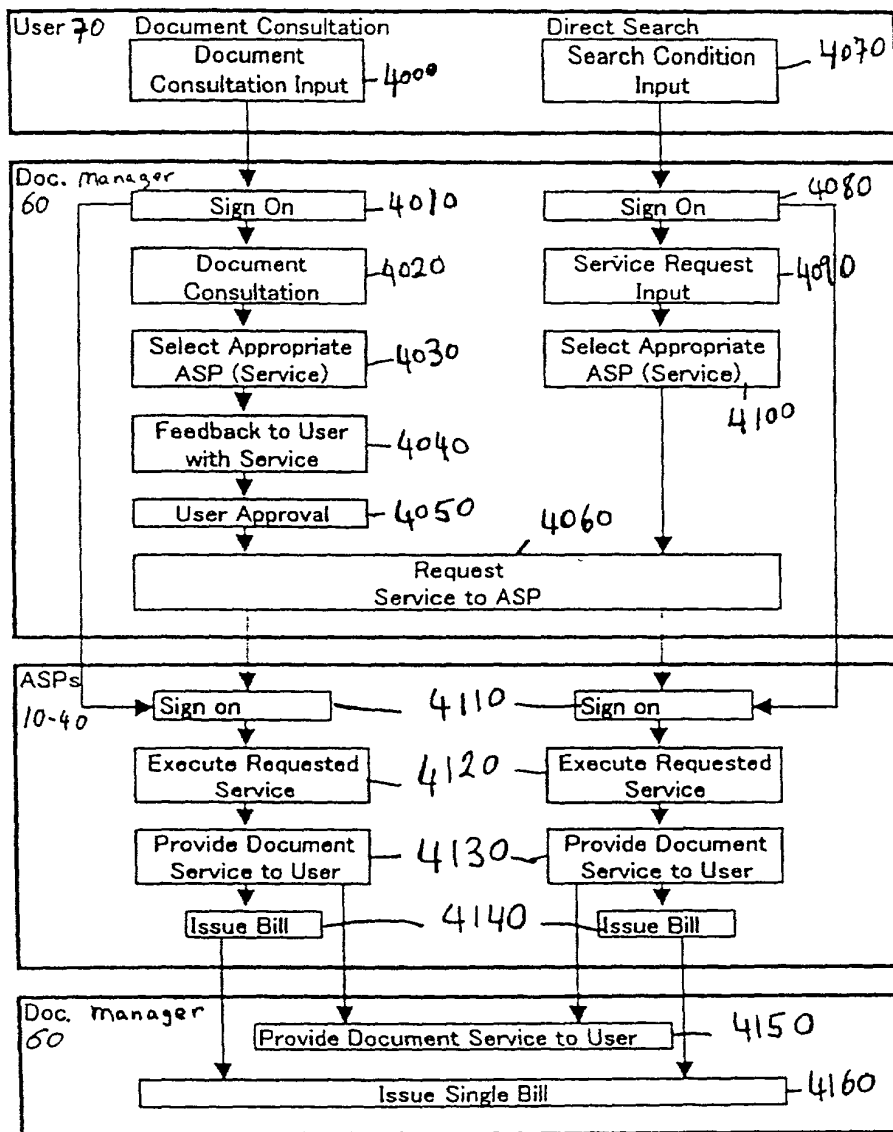 User 70 Document Consultation Direct Search
Document
Consultation Input
4000
Search Condition
Input
4070
Doc. manager
60
Sign On
4010
Sign On
4080
Document
Consultation
4020
Service Request
Input
4090
Select Appropriate
ASP (Service)
4030
Select Appropriate
ASP (Service)
4100
Feedback to User
with Service
4040
User Approval
4050
4060
Request
Service to ASP
ASPs
10-40
Sign on
4110
Sign on
Execute Requested
Service
4120
Execute Requested
Service
Provide Document
Service to User
4130
Provide Document
Service to User
Issue Bill
4140
Issue Bill
Doc. manager
60
Provide Document Service to User
4150
Issue Single Bill
4160